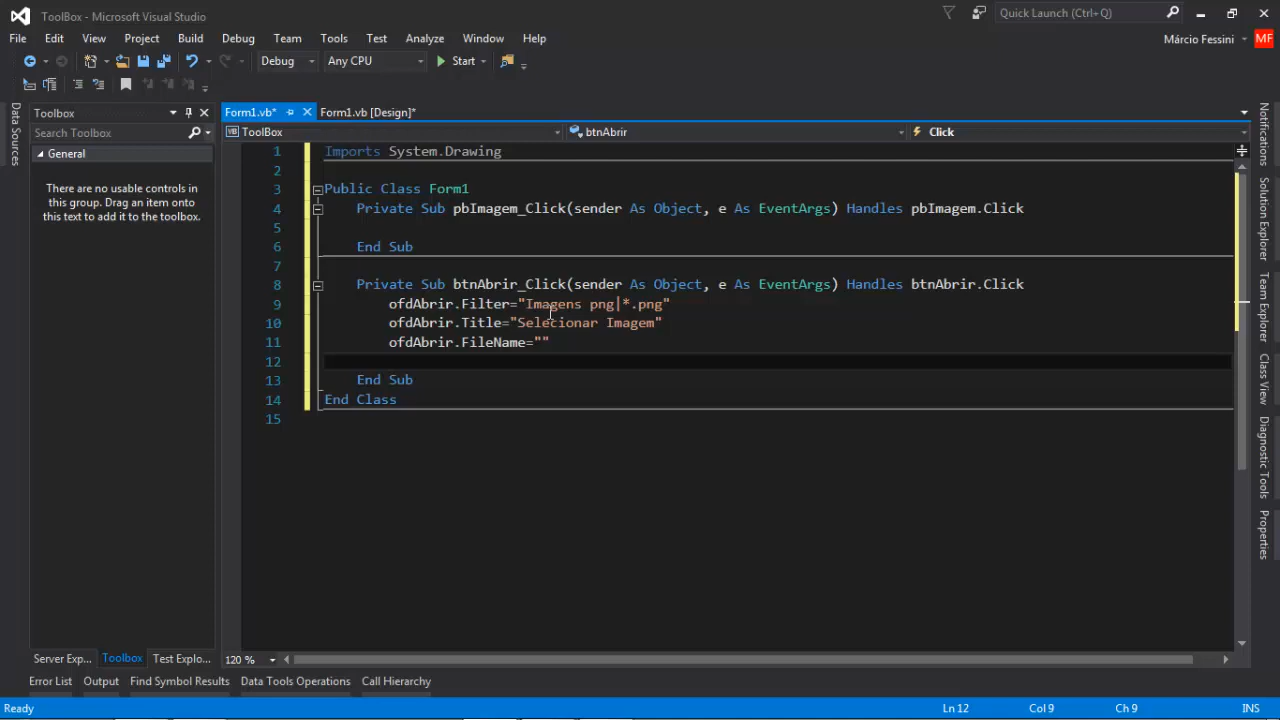 ToolBox - Microsoft Visual Studio
Quick Launch (Ctrl+Q)
File Edit View Project Build Debug Team Tools Test Analyze Window Help
Márcio Fessini MF
Debug Any CPU Start
Data Sources
Toolbox
Search Toolbox
General
There are no usable controls in
this group. Drag an item onto
this text to add it to the toolbox.
Form1.vb* Form1.vb [Design]*
VB ToolBox btnAbrir Click
1 Imports System.Drawing
2
3 Public Class Form1
4 Private Sub pbImagem_Click(sender As Object, e As EventArgs) Handles pbImagem.Click
5
6 End Sub
7
8 Private Sub btnAbrir_Click(sender As Object, e As EventArgs) Handles btnAbrir.Click
9 ofdAbrir.Filter="Imagens png|*.png"
10 ofdAbrir.Title="Selecionar Imagem"
11 ofdAbrir.FileName=""
12
13 End Sub
14 End Class
15
Notifications
Solution Explorer
Team Explorer
Class View
Diagnostic Tools
Properties
Server Exp... Toolbox Test Explo...
120 %
Error List Output Find Symbol Results Data Tools Operations Call Hierarchy
Ready Ln 12 Col 9 Ch 9 INS